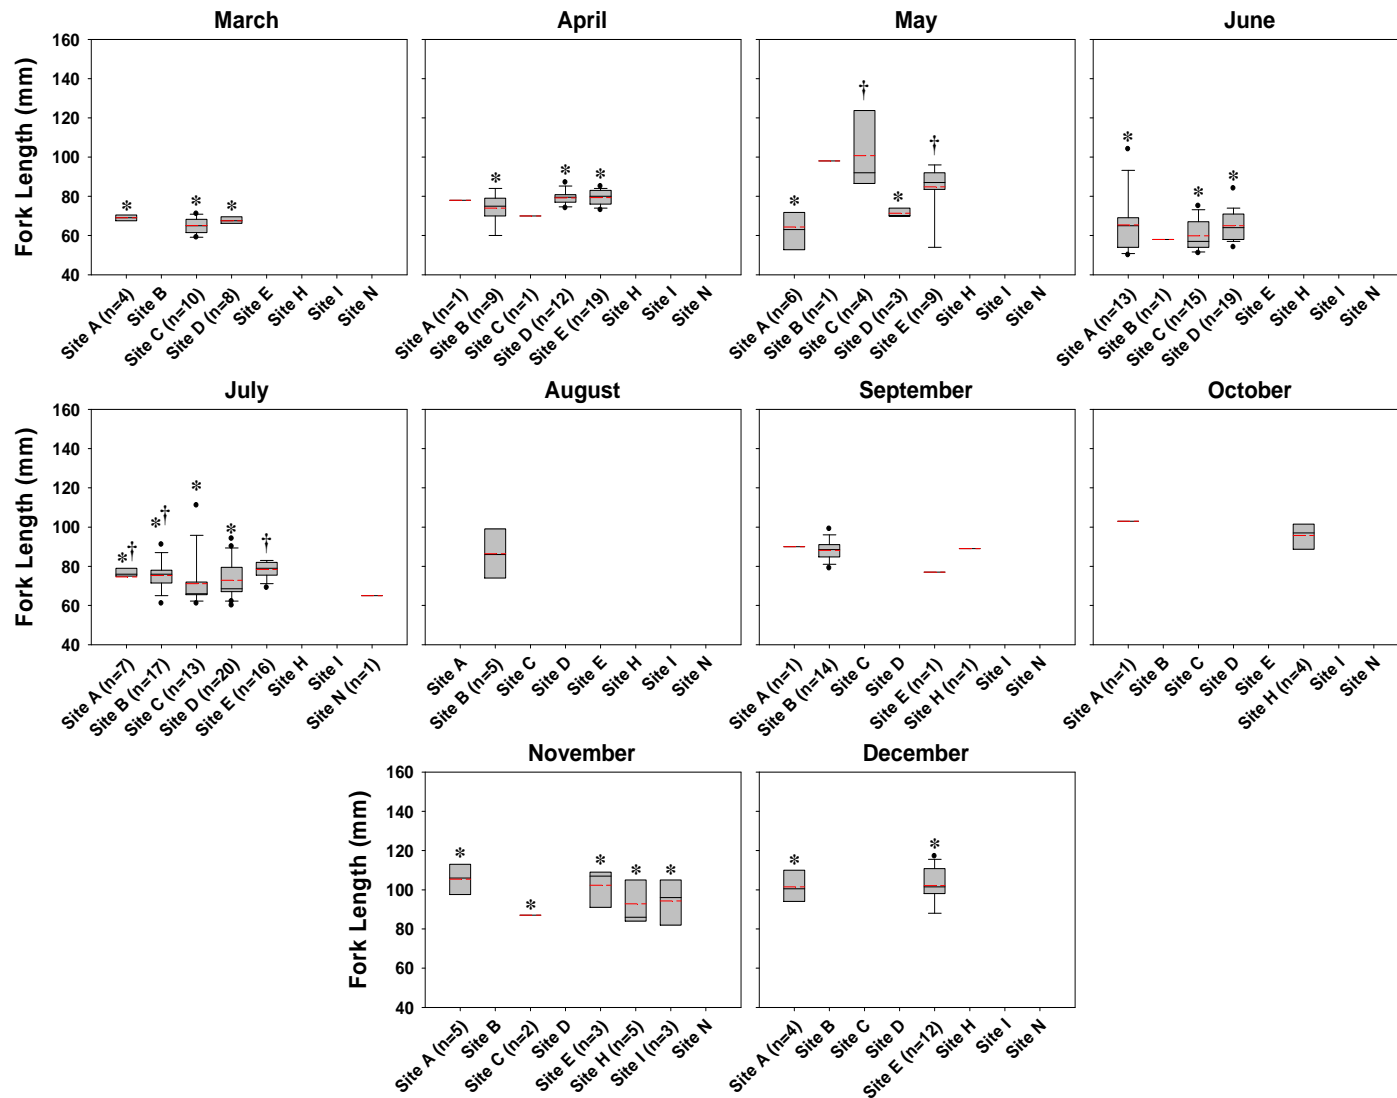 March
April
May
June
Fork Length (mm)
160
140
120
100
80
60
40
*
*
*
*
*
*
*
*
†
†
*
*
*
*
Site A (n=4)
Site B
Site C (n=10)
Site D (n=8)
Site E
Site H
Site I
Site N
Site A (n=1)
Site B (n=9)
Site C (n=1)
Site D (n=12)
Site E (n=19)
Site H
Site I
Site N
Site A (n=6)
Site B (n=1)
Site C (n=4)
Site D (n=3)
Site E (n=9)
Site H
Site I
Site N
Site A (n=13)
Site B (n=1)
Site C (n=15)
Site D (n=19)
Site E
Site H
Site I
Site N
July
August
September
October
Fork Length (mm)
160
140
120
100
80
60
40
*†
*†
*
*
†
Site A (n=7)
Site B (n=17)
Site C (n=13)
Site D (n=20)
Site E (n=16)
Site H
Site I
Site N (n=1)
Site A
Site B (n=5)
Site C
Site D
Site E
Site H
Site I
Site N
Site A (n=1)
Site B (n=14)
Site C
Site D
Site E (n=1)
Site H (n=1)
Site I
Site N
Site A (n=1)
Site B
Site C
Site D
Site E
Site H (n=4)
Site I
Site N
November
December
Fork Length (mm)
160
140
120
100
80
60
40
*
*
*
*
*
*
*
Site A (n=5)
Site B
Site C (n=2)
Site D
Site E (n=3)
Site H (n=5)
Site I (n=3)
Site N
Site A (n=4)
Site B
Site C
Site D
Site E (n=12)
Site H
Site I
Site N